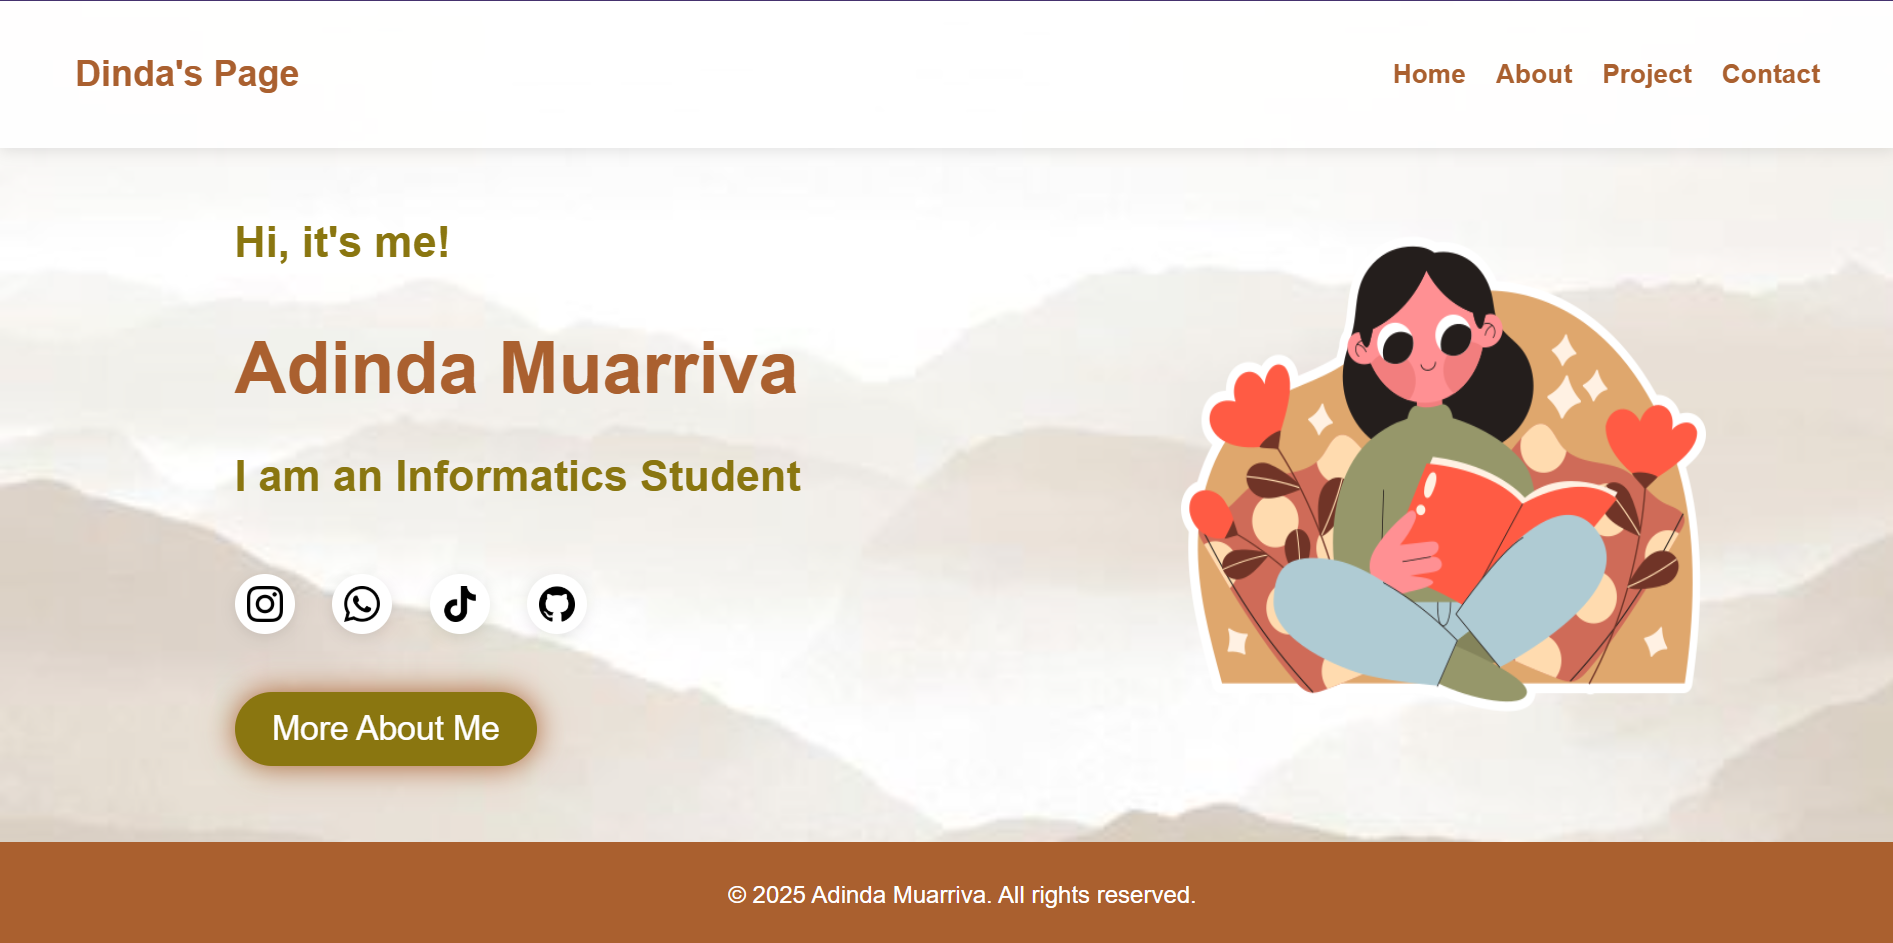 Dinda's Page
Home About Project Contact
Hi, it's me!
Adinda Muarriva
I am an Informatics Student
More About Me
© 2025 Adinda Muarriva. All rights reserved.